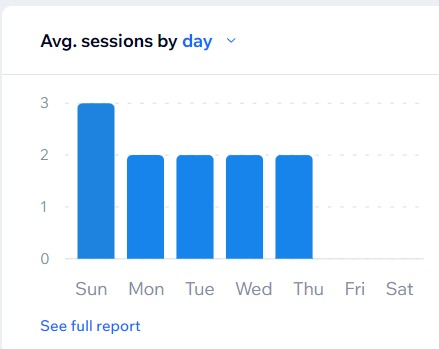 Avg. sessions by day
3
2
1
0
Sun Mon Tue Wed Thu Fri Sat
See full report